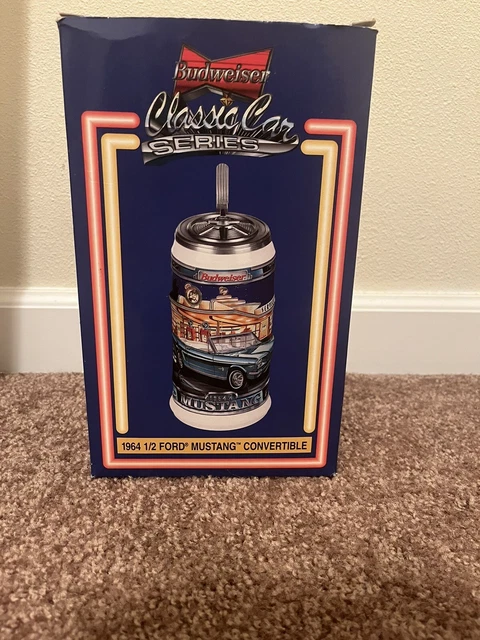 Budweiser
Classic Car
SERIES
Budweiser
MUSTANG
1964 1/2 FORD® MUSTANG™ CONVERTIBLE